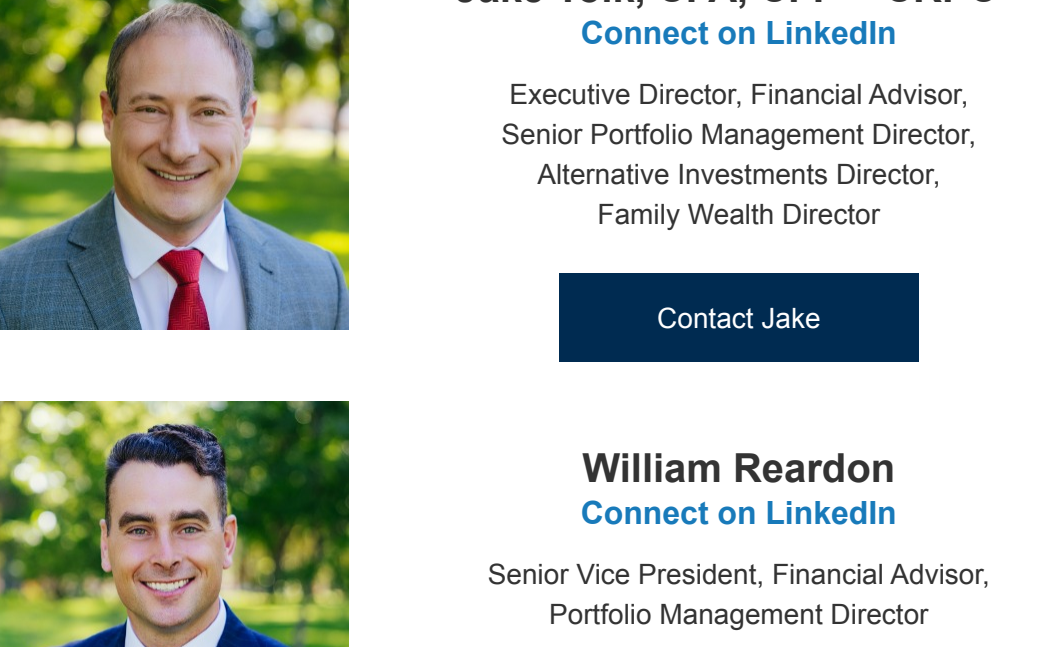 Connect on LinkedIn
Executive Director, Financial Advisor,
Senior Portfolio Management Director,
Alternative Investments Director,
Family Wealth Director
Contact Jake
William Reardon
Connect on LinkedIn
Senior Vice President, Financial Advisor,
Portfolio Management Director